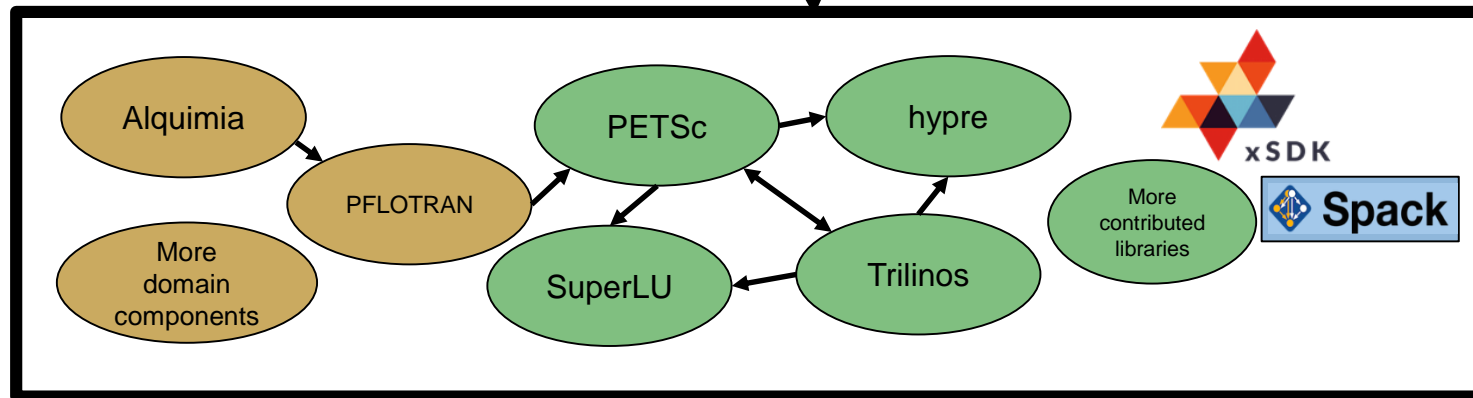 Alquimia
PFLOTRAN
More
domain
components
PETSc
hypre
SuperLU
Trilinos
xSDK
More
contributed
libraries
Spack